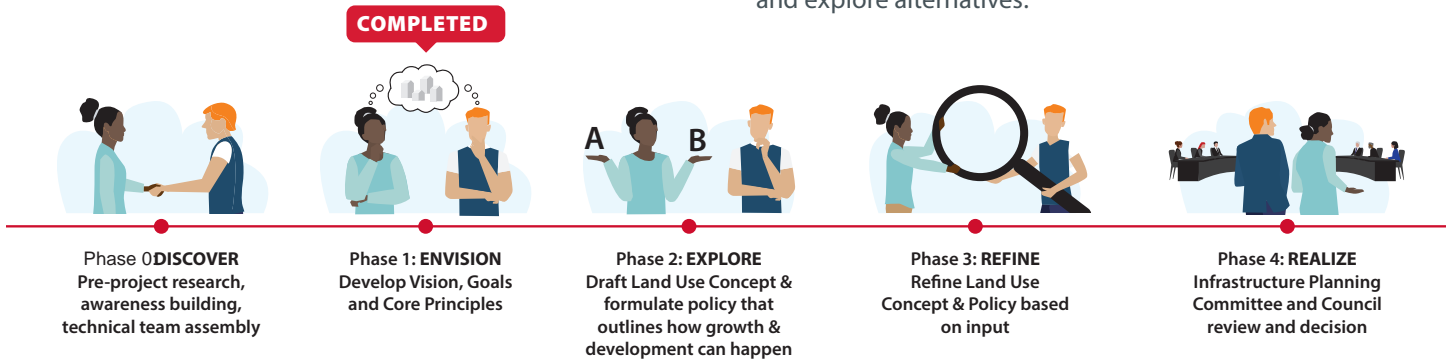 and explore alternatives.
COMPLETED
A
B
Phase 0:DISCOVER
Pre-project research,
awareness building,
technical team assembly
Phase 1: ENVISION
Develop Vision, Goals
and Core Principles
Phase 2: EXPLORE
Draft Land Use Concept &
formulate policy that
outlines how growth &
development can happen
Phase 3: REFINE
Refine Land Use
Concept & Policy based
on input
Phase 4: REALIZE
Infrastructure Planning
Committee and Council
review and decision